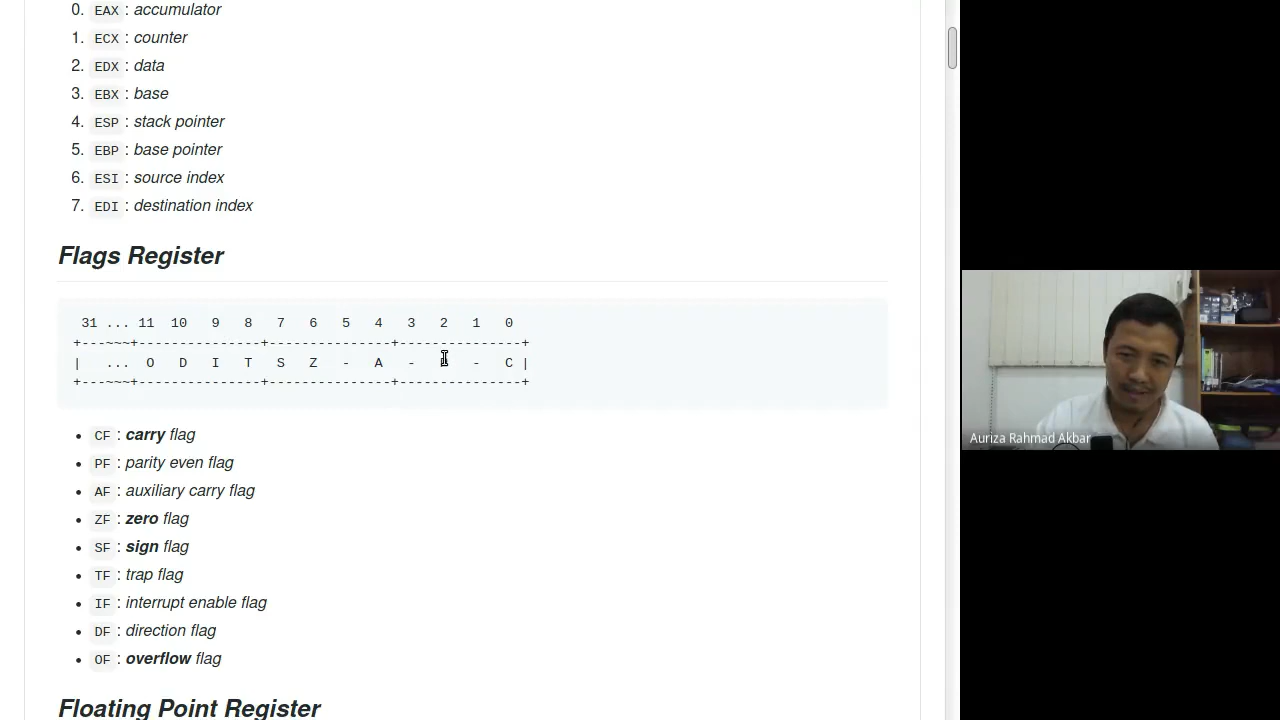 0. EAX : accumulator
1. ECX : counter
2. EDX : data
3. EBX : base
4. ESP : stack pointer
5. EBP : base pointer
6. ESI : source index
7. EDI : destination index
Flags Register
31 ... 11 10 9 8 7 6 5 4 3 2 1 0
+---~~~+---------------+---------------+---------------+
| ... O D I T S Z - A - - C |
+---~~~+---------------+---------------+---------------+
• CF : carry flag
• PF : parity even flag
• AF : auxiliary carry flag
• ZF : zero flag
• SF : sign flag
• TF : trap flag
• IF : interrupt enable flag
• DF : direction flag
• OF : overflow flag
Floating Point Register
Auriza Rahmad Akbar